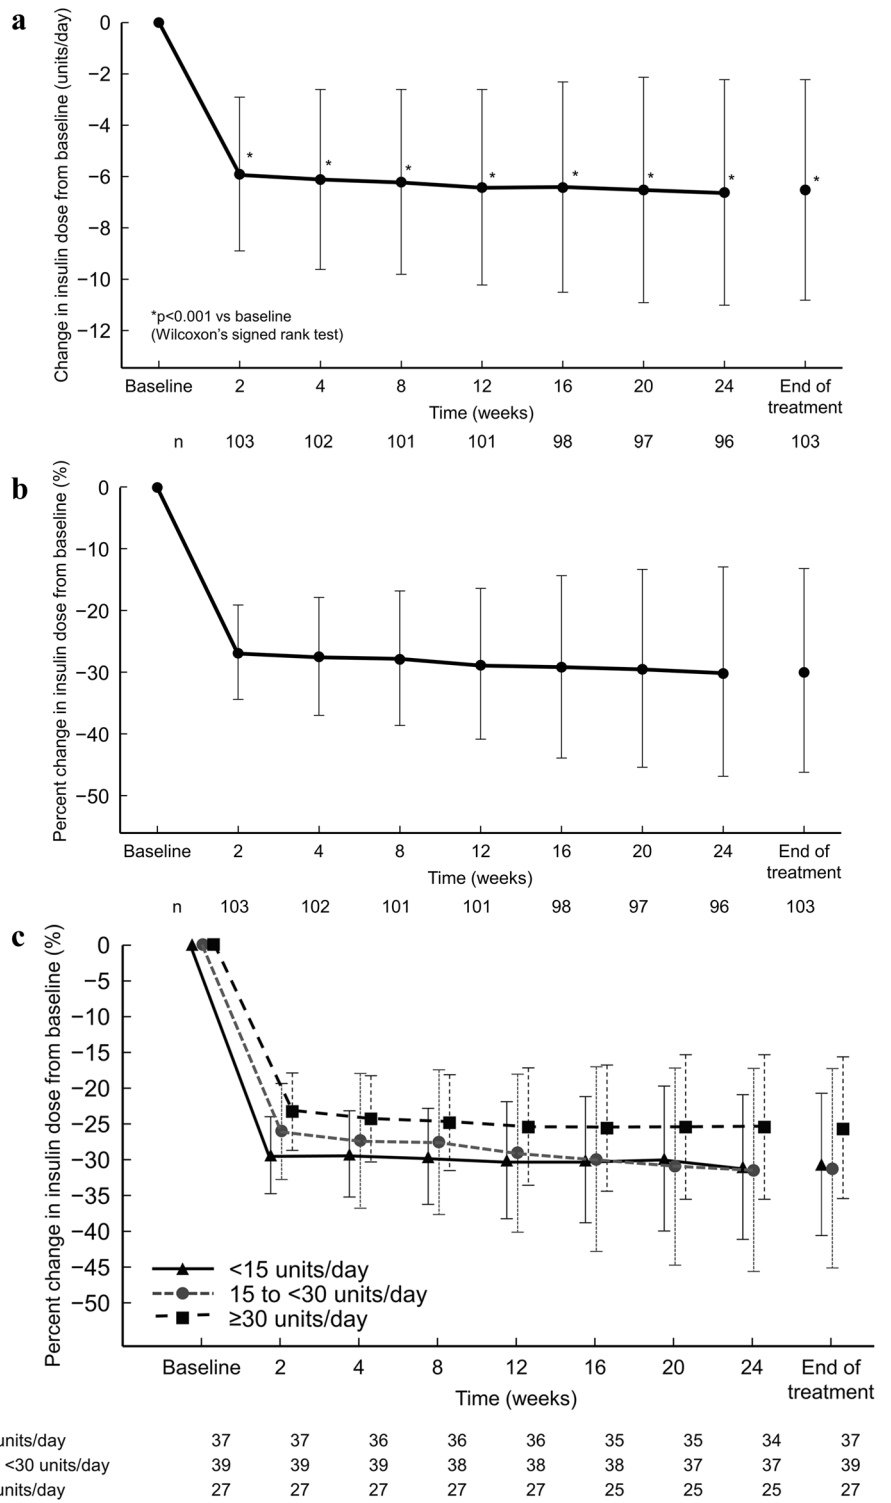 a
Change in insulin dose from baseline (units/day)
0
−2
−4
−6
−8
−10
−12
* * * * * * * *
*p<0.001 vs baseline
(Wilcoxon's signed rank test)
Baseline 2 4 8 12 16 20 24 End of
treatment
Time (weeks)
n 103 102 101 101 98 97 96 103
b
Percent change in insulin dose from baseline (%)
0
−10
−20
−30
−40
−50
Baseline 2 4 8 12 16 20 24 End of
treatment
Time (weeks)
n 103 102 101 101 98 97 96 103
c
Percent change in insulin dose from baseline (%)
0
−5
−10
−15
−20
−25
−30
−35
−40
−45
−50
<15 units/day
15 to <30 units/day
≥30 units/day
Baseline 2 4 8 12 16 20 24 End of
treatment
Time (weeks)
units/day 37 37 36 36 36 35 35 34 37
<30 units/day 39 39 39 38 38 38 37 37 39
units/day 27 27 27 27 27 25 25 25 27